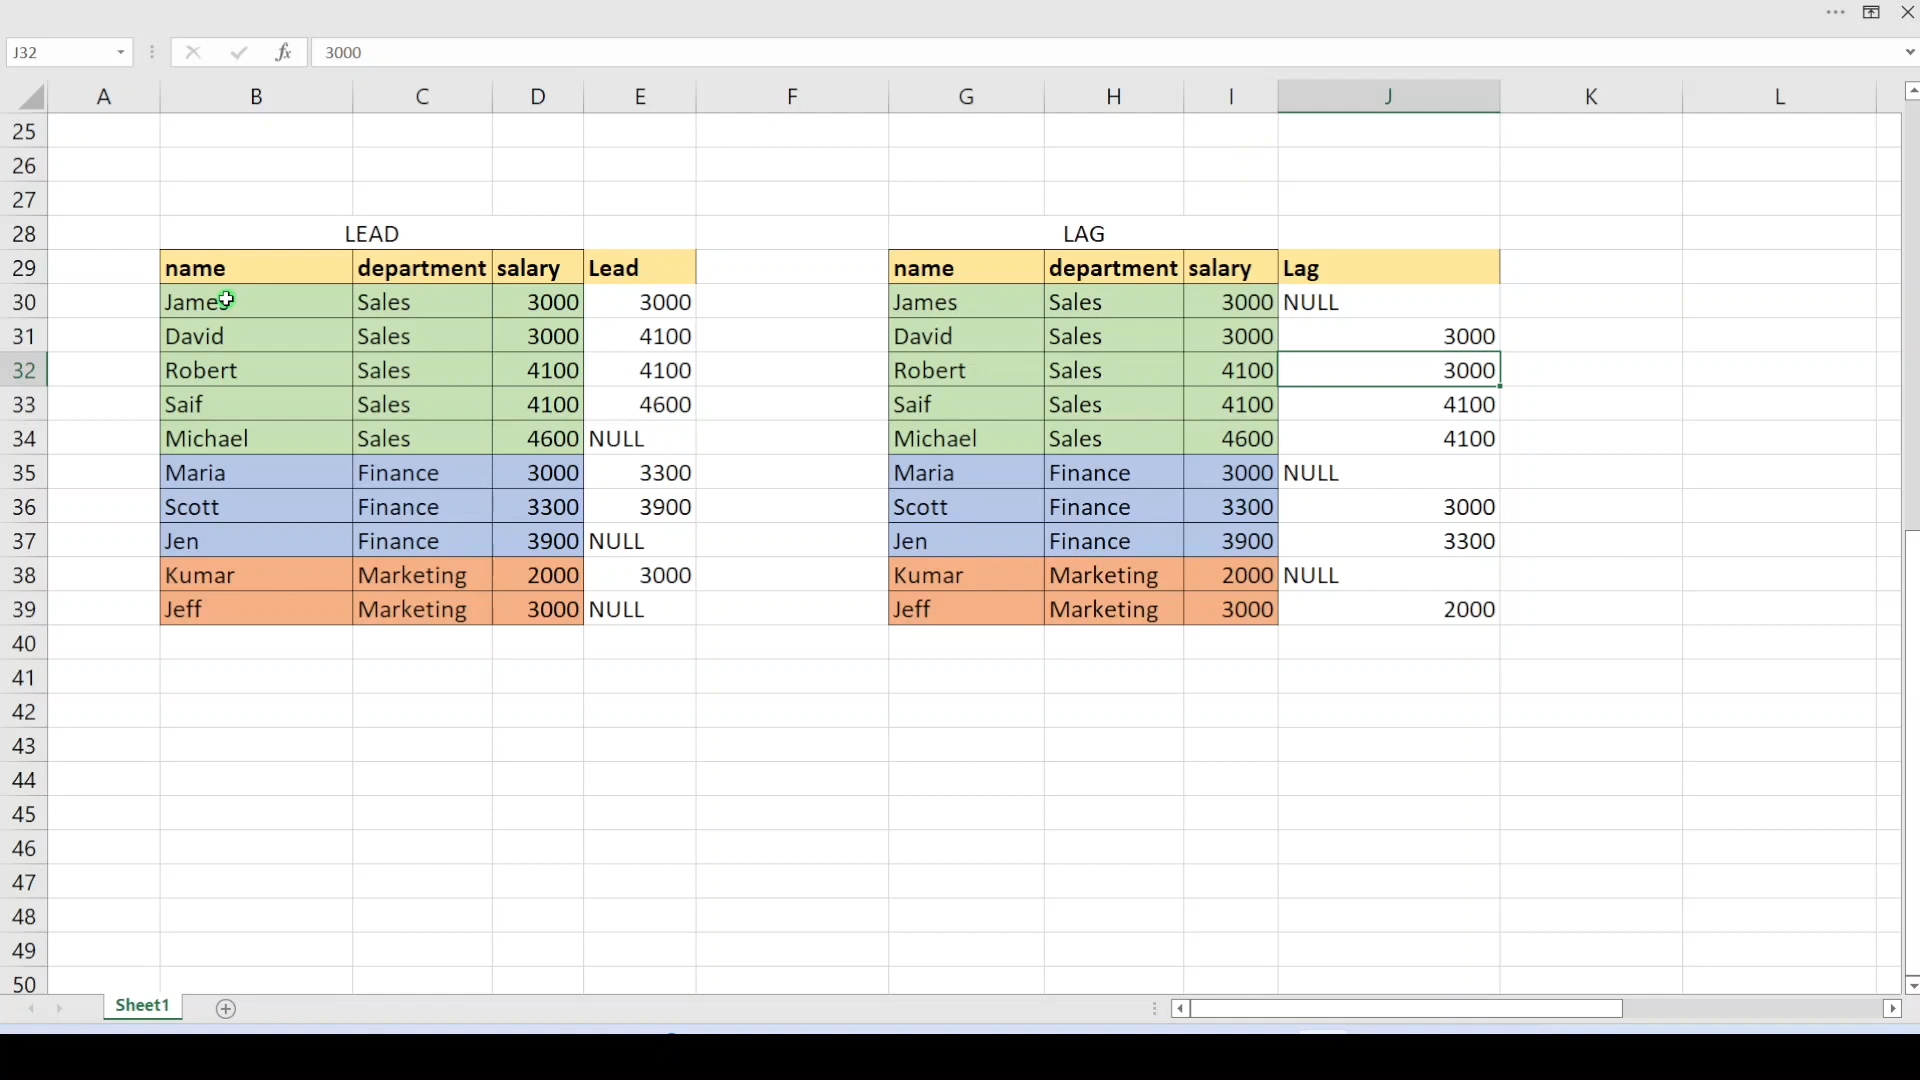 J32 fx 3000
A B C D E F G H I J K L
25
26
27
28 LEAD LAG
29 name department salary Lead name department salary Lag
30 James Sales 3000 3000 James Sales 3000 NULL
31 David Sales 3000 4100 David Sales 3000 3000
32 Robert Sales 4100 4100 Robert Sales 4100 3000
33 Saif Sales 4100 4600 Saif Sales 4100 4100
34 Michael Sales 4600 NULL Michael Sales 4600 4100
35 Maria Finance 3000 3300 Maria Finance 3000 NULL
36 Scott Finance 3300 3900 Scott Finance 3300 3000
37 Jen Finance 3900 NULL Jen Finance 3900 3300
38 Kumar Marketing 2000 3000 Kumar Marketing 2000 NULL
39 Jeff Marketing 3000 NULL Jeff Marketing 3000 2000
40
41
42
43
44
45
46
47
48
49
50
Sheet1